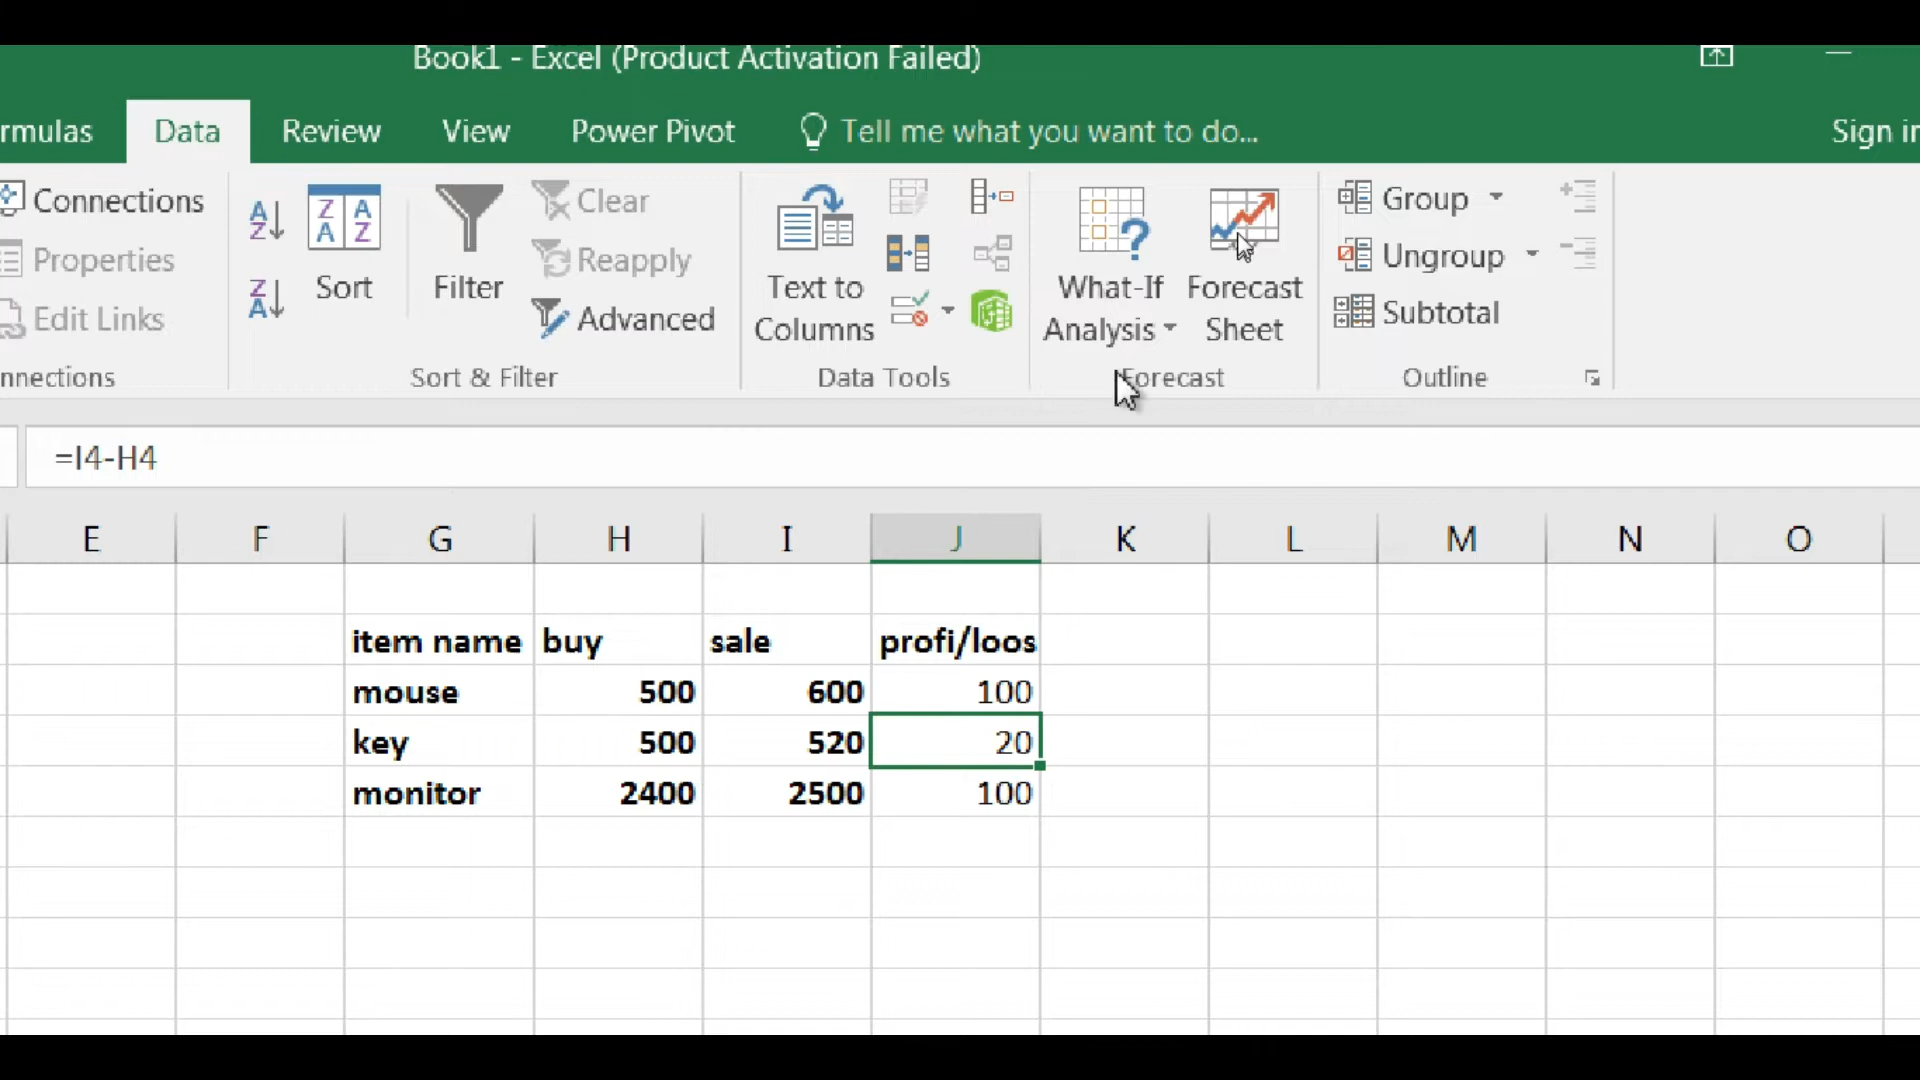 Book1 - Excel (Product Activation Failed)
rmulas Data Review View Power Pivot Tell me what you want to do... Sign in
Connections
Properties
Edit Links
nnections
Sort
Filter
Clear
Reapply
Advanced
Sort & Filter
Text to
Columns
Data Tools
What-If
Analysis
Forecast
Sheet
Forecast
Group
Ungroup
Subtotal
Outline
=I4-H4
E F G H I J K L M N O
item name buy sale profi/loos
mouse 500 600 100
key 500 520 20
monitor 2400 2500 100